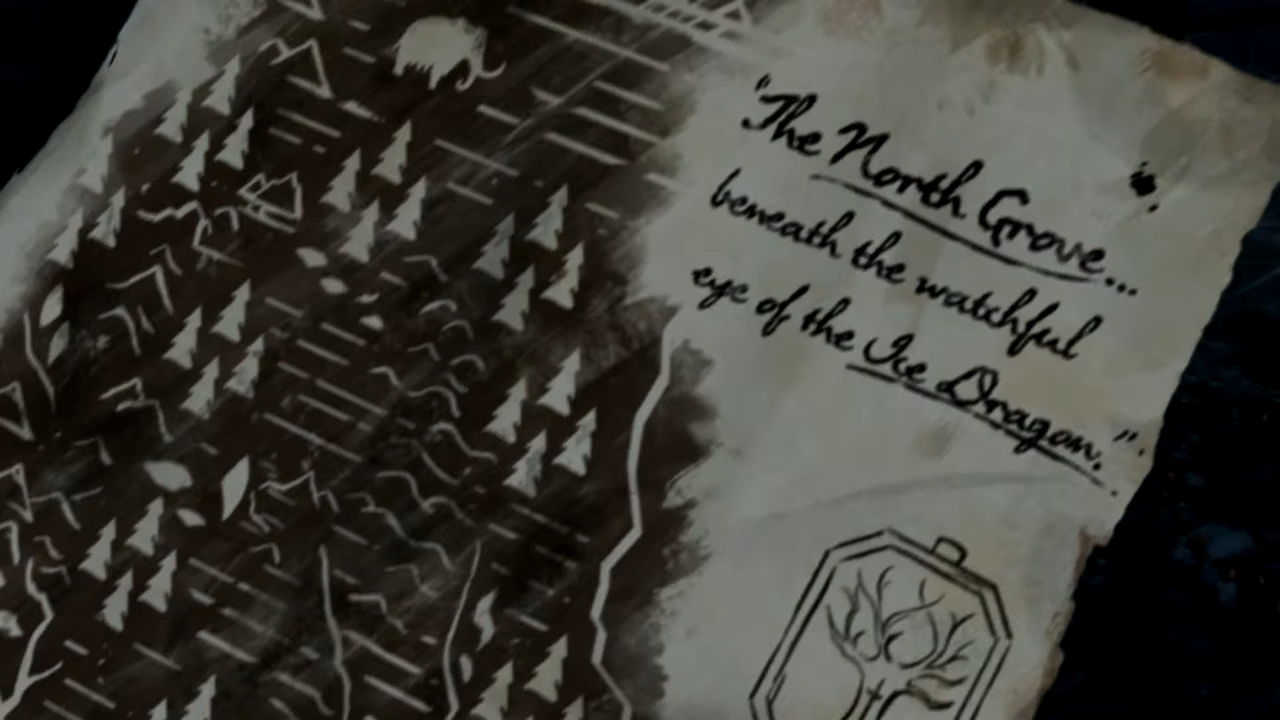 "The North Grove...
beneath the watchful
eye of the Ice Dragon."